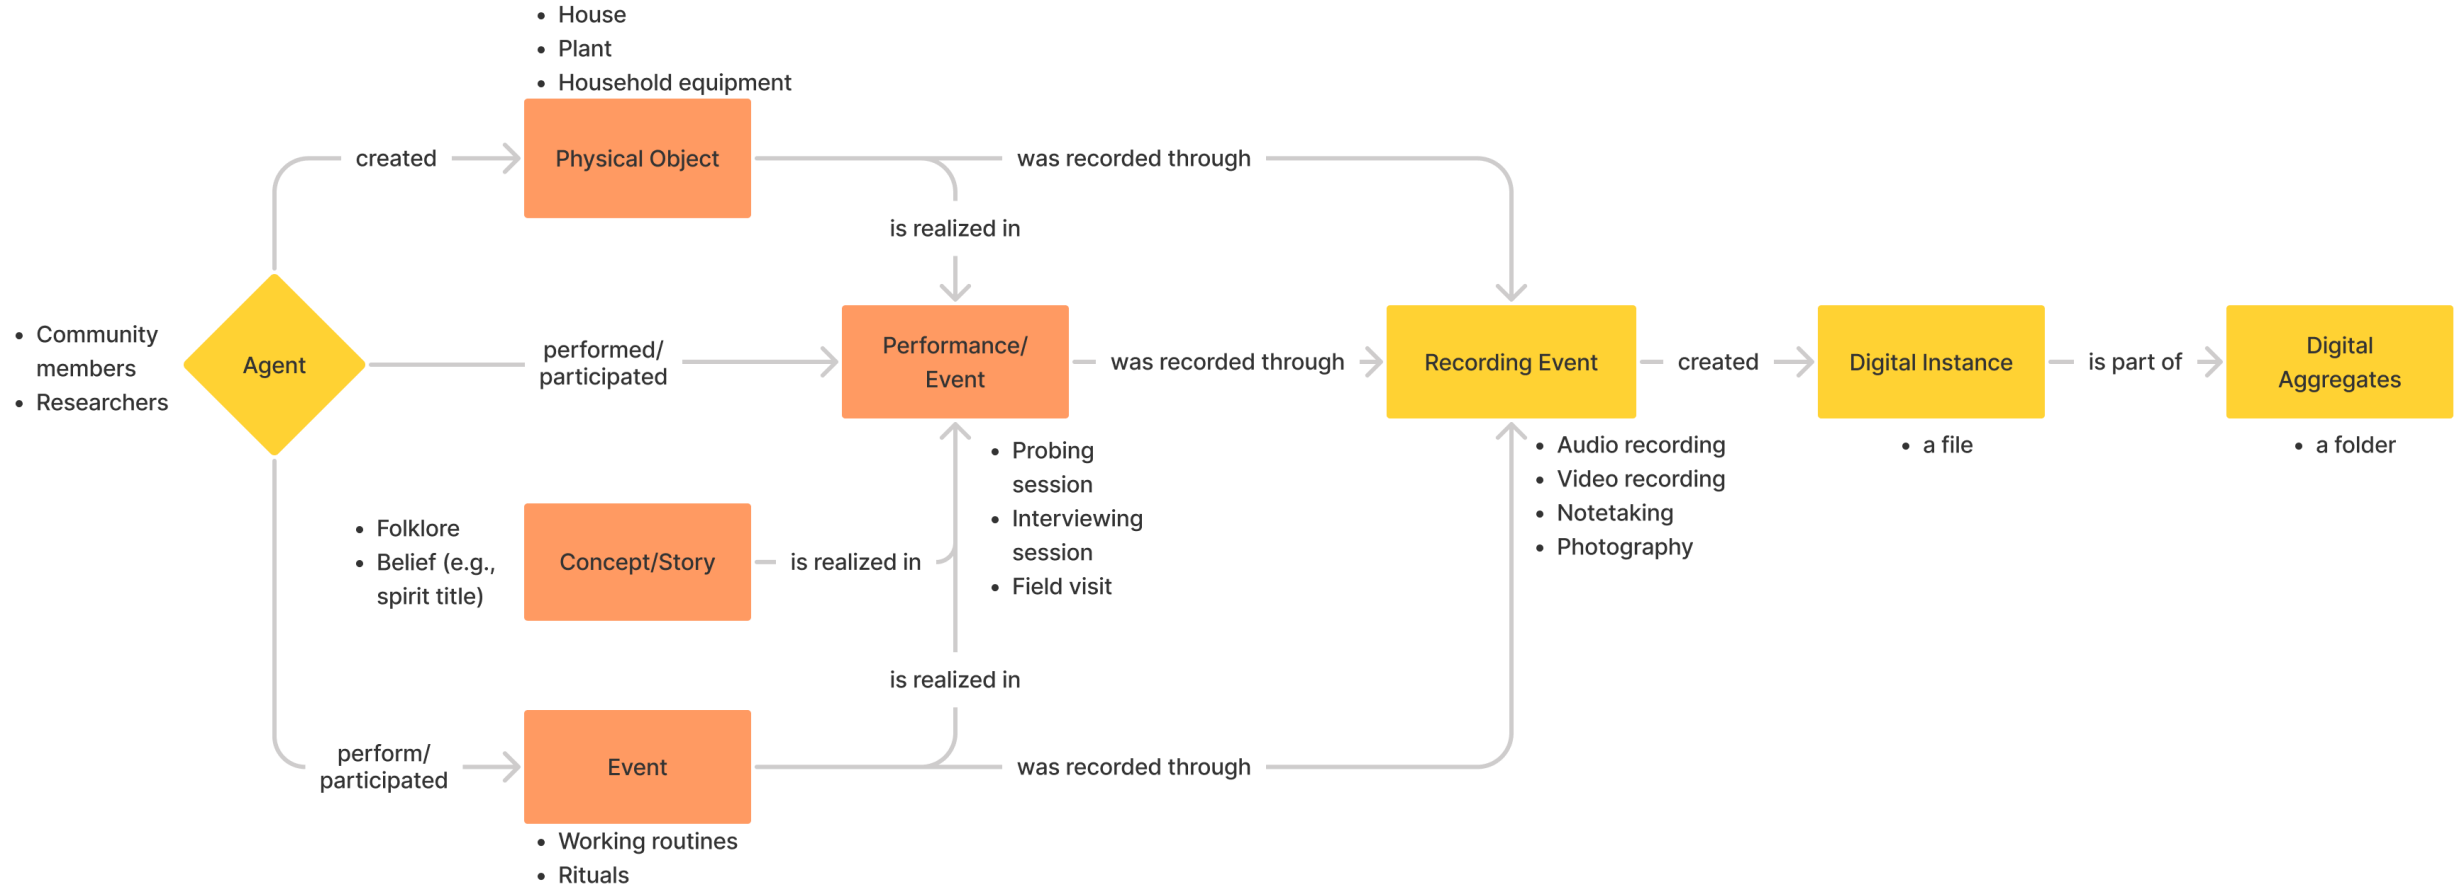 • House
• Plant
• Household equipment
created
Physical Object
was recorded through
is realized in
• Community
members
• Researchers
Agent
performed/
participated
Performance/
Event
was recorded through
Recording Event
created
Digital Instance
is part of
Digital
Aggregates
• Probing
session
• Interviewing
session
• Field visit
• Audio recording
• Video recording
• Notetaking
• Photography
• a file
• a folder
• Folklore
• Belief (e.g.,
spirit title)
Concept/Story
is realized in
is realized in
perform/
participated
Event
was recorded through
• Working routines
• Rituals